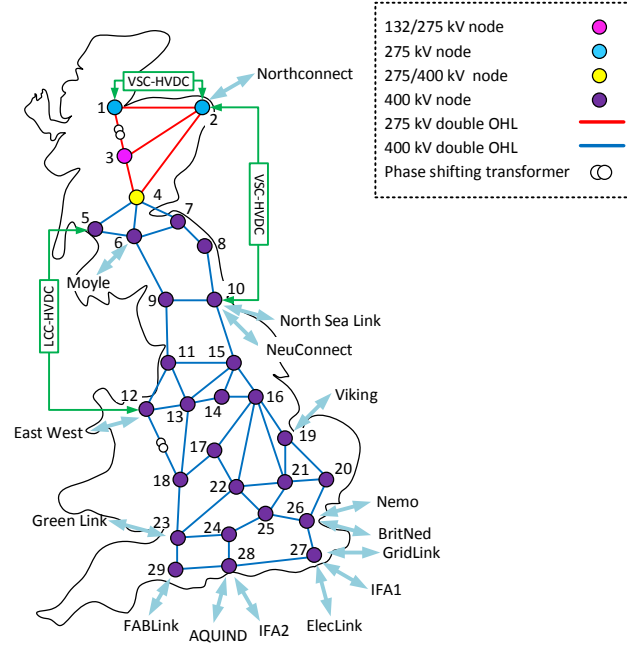 132/275 kV node
275 kV node
275/400 kV node
400 kV node
275 kV double OHL
400 kV double OHL
Phase shifting transformer
VSC-HVDC
Northconnect
1
2
3
VSC-HVDC
4
5
6
7
8
Moyle
LCC-HVDC
9
10
North Sea Link
NeuConnect
11
15
12
13
14
16
Viking
East West
17
19
18
22
21
20
Nemo
Green Link
23
24
25
26
BritNed
27
GridLink
29
28
IFA1
FABLink
AQUIND
IFA2
ElecLink